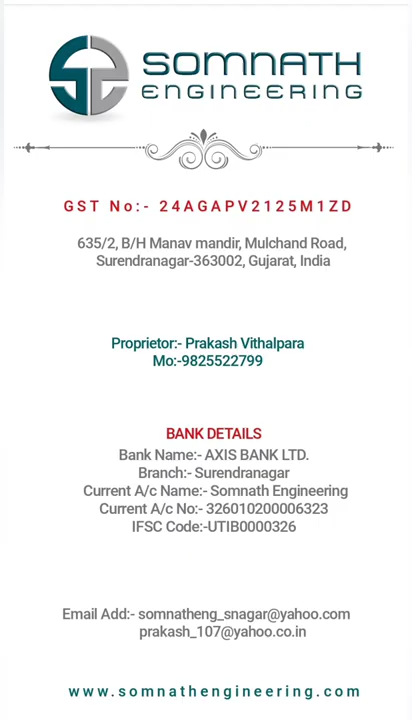 SOMNATH
ENGINEERING
GST No:- 24AGAPV2125M1ZD
635/2, B/H Manav mandir, Mulchand Road,
Surendranagar-363002, Gujarat, India
Proprietor:- Prakash Vithalpara
Mo:-9825522799
BANK DETAILS
Bank Name:- AXIS BANK LTD.
Branch:- Surendranagar
Current A/c Name:- Somnath Engineering
Current A/c No:- 326010200006323
IFSC Code:-UTIB0000326
Email Add:- somnatheng_snagar@yahoo.com
prakash_107@yahoo.co.in
www.somnathengineering.com